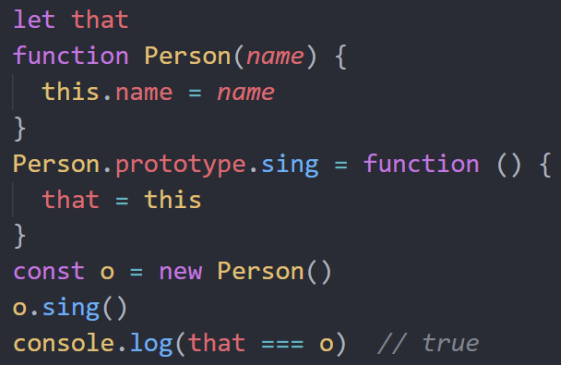 let that
function Person(name) {
  this.name = name
}
Person.prototype.sing = function () {
  that = this
}
const o = new Person()
o.sing()
console.log(that === o)  // true